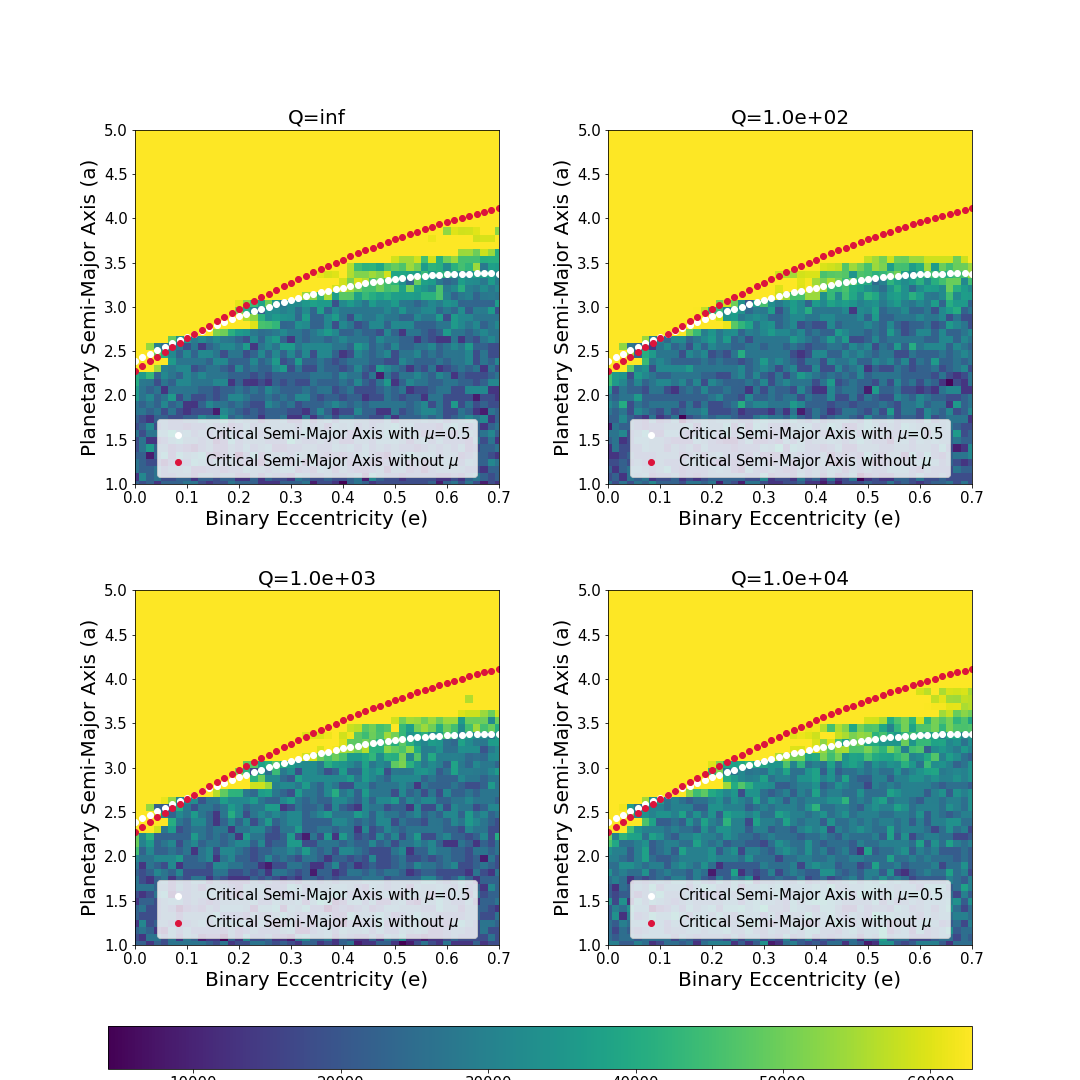 Q=inf
Q=1.0e+02
5.0
4.5
4.0
3.5
3.0
2.5
2.0
1.5
1.0
Planetary Semi-Major Axis (a)
Critical Semi-Major Axis with μ=0.5
Critical Semi-Major Axis without μ
0.0 0.1 0.2 0.3 0.4 0.5 0.6 0.7
Binary Eccentricity (e)
5.0
4.5
4.0
3.5
3.0
2.5
2.0
1.5
1.0
Planetary Semi-Major Axis (a)
Critical Semi-Major Axis with μ=0.5
Critical Semi-Major Axis without μ
0.0 0.1 0.2 0.3 0.4 0.5 0.6 0.7
Binary Eccentricity (e)
Q=1.0e+03
Q=1.0e+04
5.0
4.5
4.0
3.5
3.0
2.5
2.0
1.5
1.0
Planetary Semi-Major Axis (a)
Critical Semi-Major Axis with μ=0.5
Critical Semi-Major Axis without μ
0.0 0.1 0.2 0.3 0.4 0.5 0.6 0.7
Binary Eccentricity (e)
5.0
4.5
4.0
3.5
3.0
2.5
2.0
1.5
1.0
Planetary Semi-Major Axis (a)
Critical Semi-Major Axis with μ=0.5
Critical Semi-Major Axis without μ
0.0 0.1 0.2 0.3 0.4 0.5 0.6 0.7
Binary Eccentricity (e)
10000 20000 30000 40000 50000 60000